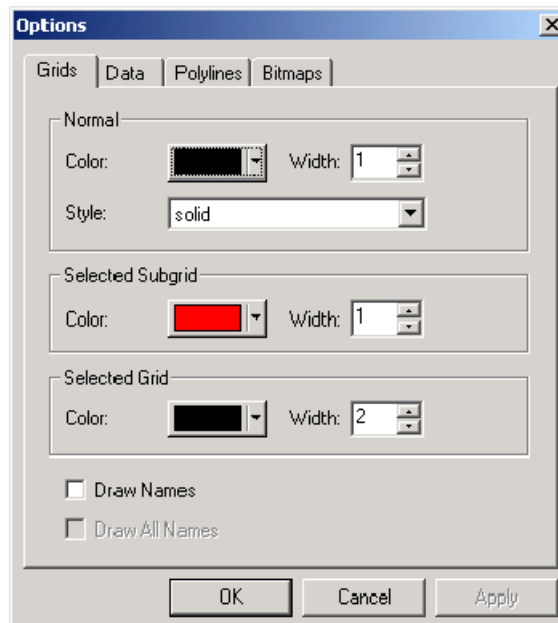 Options
Grids Data Polylines Bitmaps
Normal
Color: Width: 1
Style: solid
Selected Subgrid
Color: Width: 1
Selected Grid
Color: Width: 2
Draw Names
Draw All Names
OK Cancel Apply